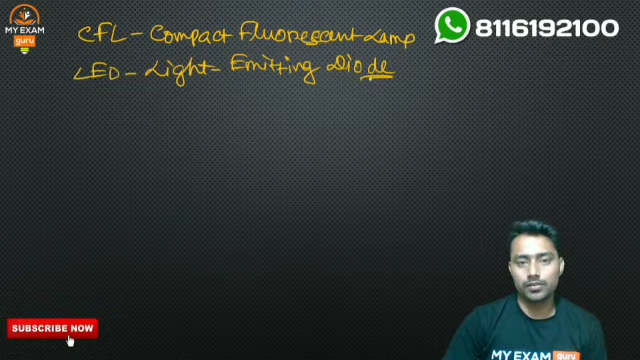 MY EXAM
guru
CFL - Compact Fluorescent Lamp
8116192100
LED - Light - Emitting Diode
SUBSCRIBE NOW
MY EXAM guru